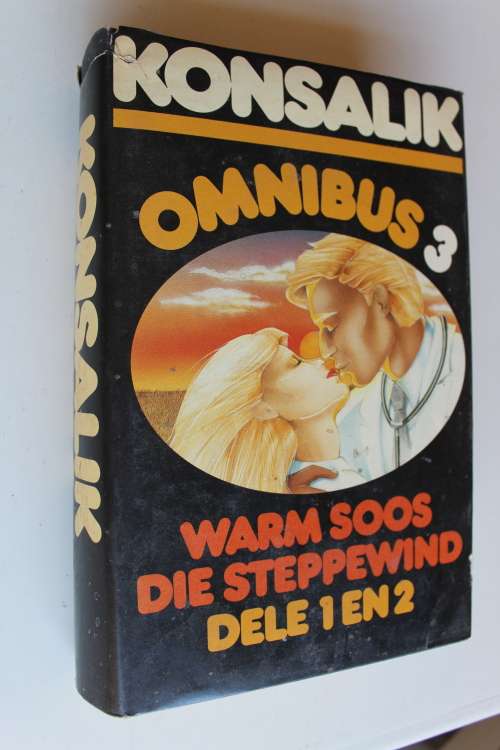 KONSALIK
KONSALIK
OMNIBUS 3
WARM SOOS
DIE STEPPEWIND
DELE 1 EN 2